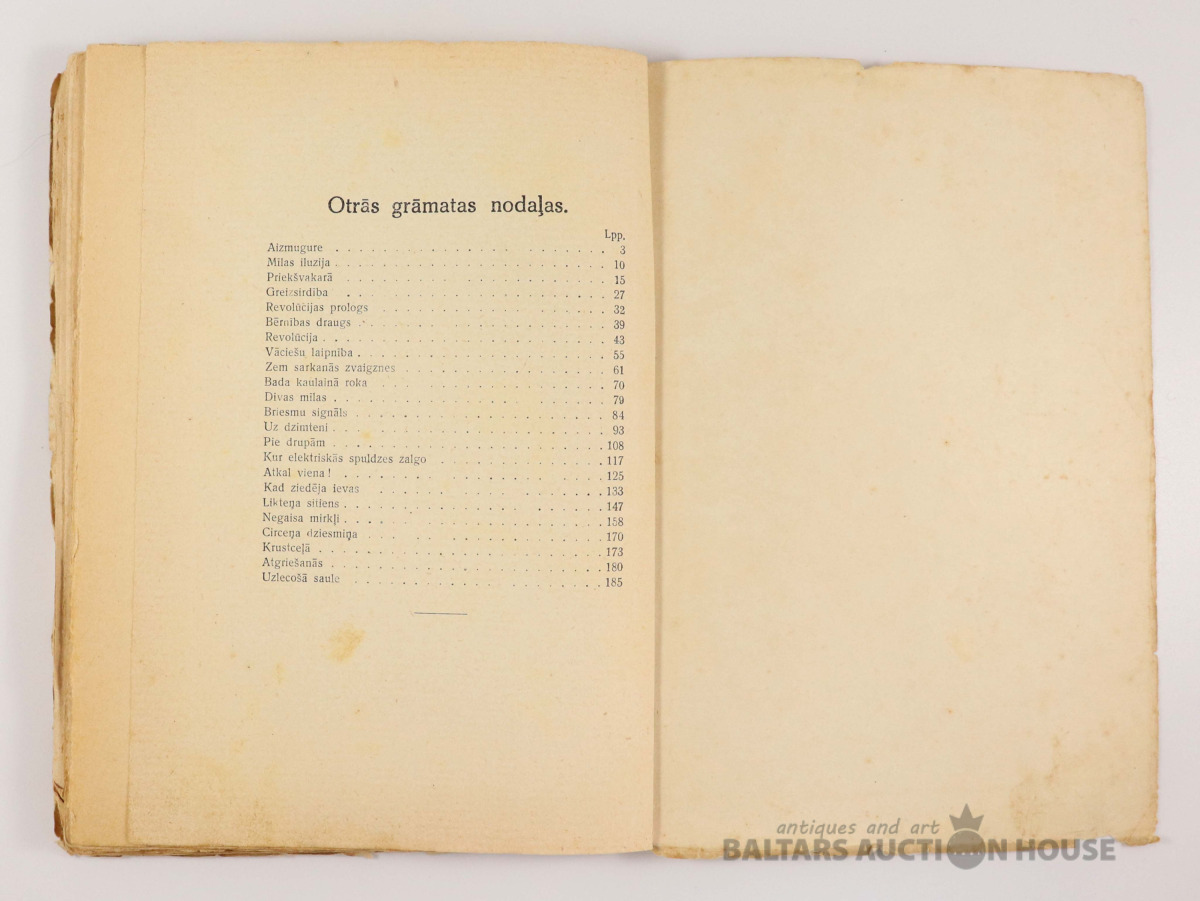 Otrās grāmatas nodaļas.
Lpp.
Aizmugure . . . . . . . . . . . . . . . . . . . . . . . 3
Mīlas iluzija . . . . . . . . . . . . . . . . . . . . . . . 10
Priekšvakarā . . . . . . . . . . . . . . . . . . . . . . . 15
Greizsirdība . . . . . . . . . . . . . . . . . . . . . . . 27
Revolūcijas prologs . . . . . . . . . . . . . . . . . . . . 32
Bērnības draugs . . . . . . . . . . . . . . . . . . . . . 39
Revolūcija . . . . . . . . . . . . . . . . . . . . . . . . 43
Vāciešu laipnība . . . . . . . . . . . . . . . . . . . . . 55
Zem sarkanās zvaigznes . . . . . . . . . . . . . . . . . 61
Bada kaulainā roka . . . . . . . . . . . . . . . . . . . . 70
Divas mīlas . . . . . . . . . . . . . . . . . . . . . . . 79
Briesmu signāls . . . . . . . . . . . . . . . . . . . . . 84
Uz dzimteni . . . . . . . . . . . . . . . . . . . . . . . 93
Pie drupām . . . . . . . . . . . . . . . . . . . . . . . 108
Kur elektriskās spuldzes zalgo . . . . . . . . . . . . . . 117
Atkal viena! . . . . . . . . . . . . . . . . . . . . . . . 125
Kad ziedēja ievas . . . . . . . . . . . . . . . . . . . . 133
Likteņa sitiens . . . . . . . . . . . . . . . . . . . . . . 147
Negaisa mirkļi . . . . . . . . . . . . . . . . . . . . . . 158
Circeņa dziesmiņa . . . . . . . . . . . . . . . . . . . . 170
Krustceļā . . . . . . . . . . . . . . . . . . . . . . . . 173
Atgriešanās . . . . . . . . . . . . . . . . . . . . . . . 180
Uzlecošā saule . . . . . . . . . . . . . . . . . . . . . 185
antiques and art
BALTARS AUCTION HOUSE